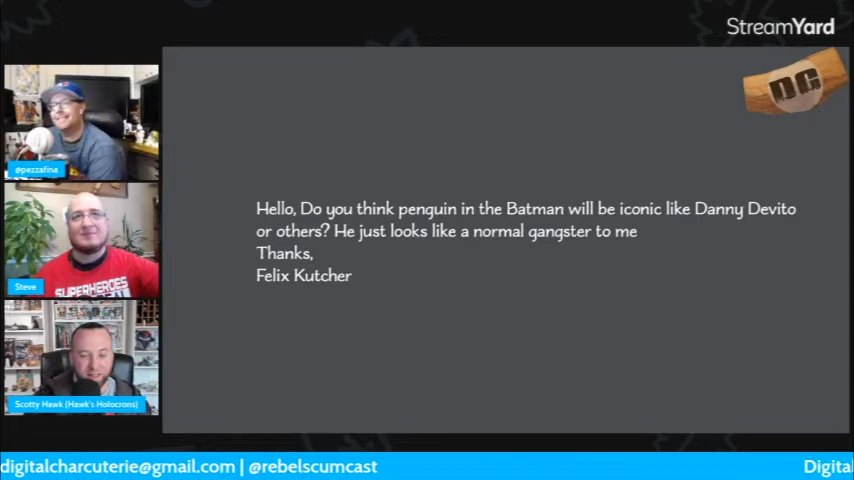 StreamYard
DG
@pezzafina
Hello, Do you think penguin in the Batman will be iconic like Danny Devito
or others? He just looks like a normal gangster to me
Thanks,
Felix Kutcher
Steve
SUPERHEROES
Scotty Hawk (Hawk's Holocrons)
digitalcharcuterie@gmail.com | @rebelscumcast
Digital